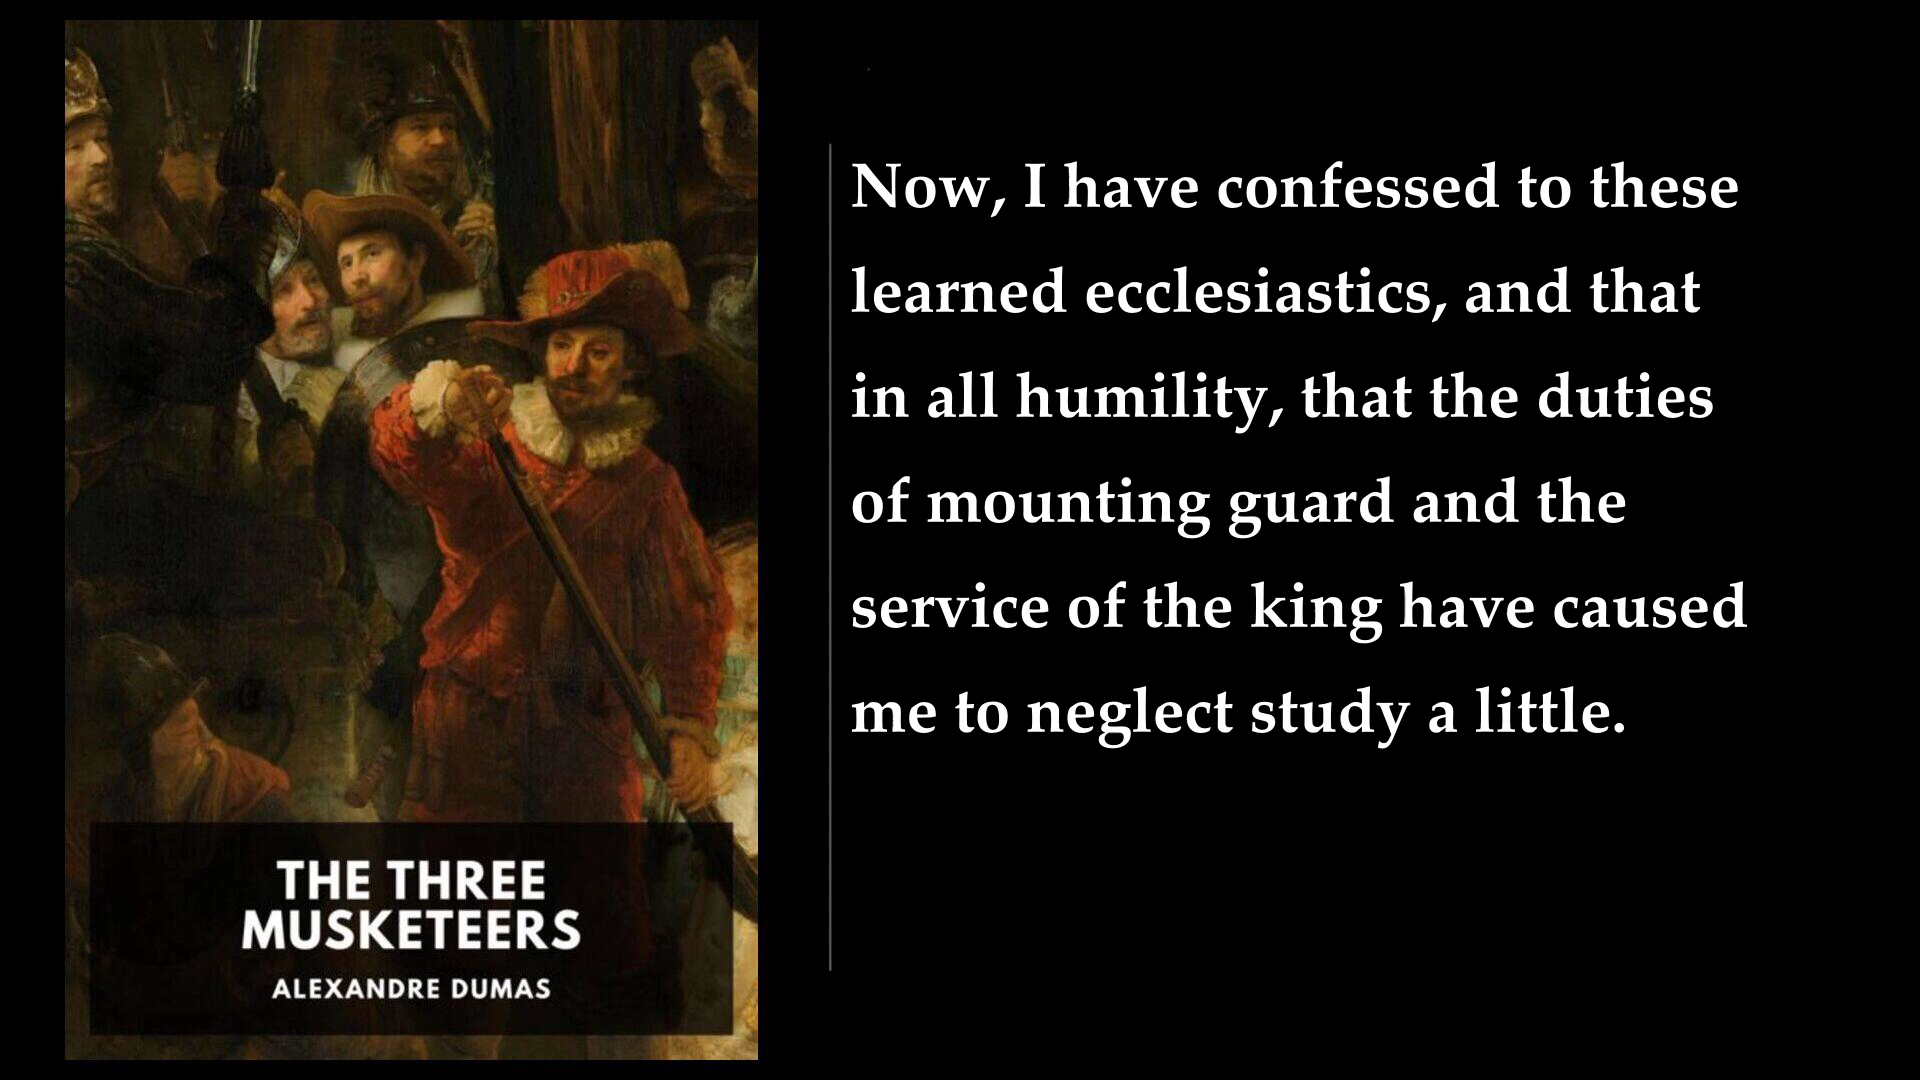 Now, I have confessed to these
learned ecclesiastics, and that
in all humility, that the duties
of mounting guard and the
service of the king have caused
me to neglect study a little.
THE THREE
MUSKETEERS
ALEXANDRE DUMAS